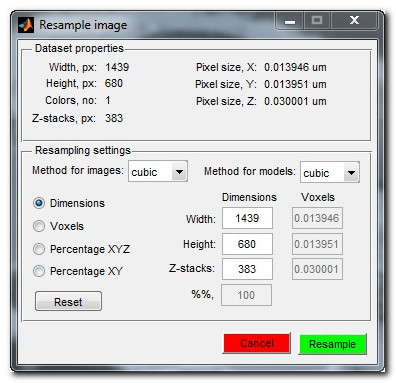 Resample image
Dataset properties
Width, px: 1439 Pixel size, X: 0.013946 um
Height, px: 680 Pixel size, Y: 0.013951 um
Colors, no: 1 Pixel size, Z: 0.030001 um
Z-stacks, px: 383
Resampling settings
Method for images: cubic Method for models: cubic
Dimensions Voxels
Dimensions
Width: 1439 0.013946
Voxels
Height: 680 0.013951
Percentage XYZ
Z-stacks: 383 0.030001
Percentage XY
%%, 100
Reset
Cancel Resample